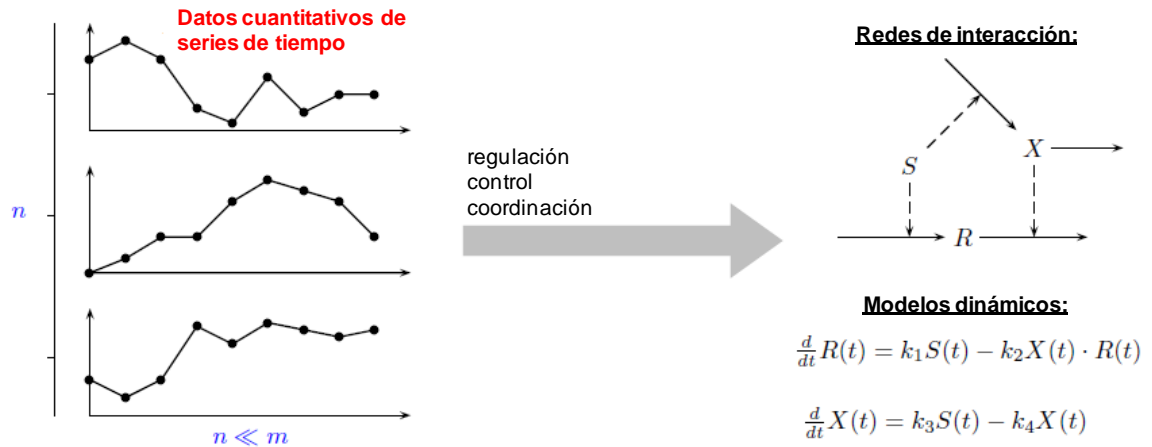 Datos cuantitativos de
series de tiempo
n
n ≪ m
regulación
control
coordinación
Redes de interacción:
S
X
R
Modelos dinámicos:
d/dt R(t) = k₁S(t) − k₂X(t) · R(t)
d/dt X(t) = k₃S(t) − k₄X(t)